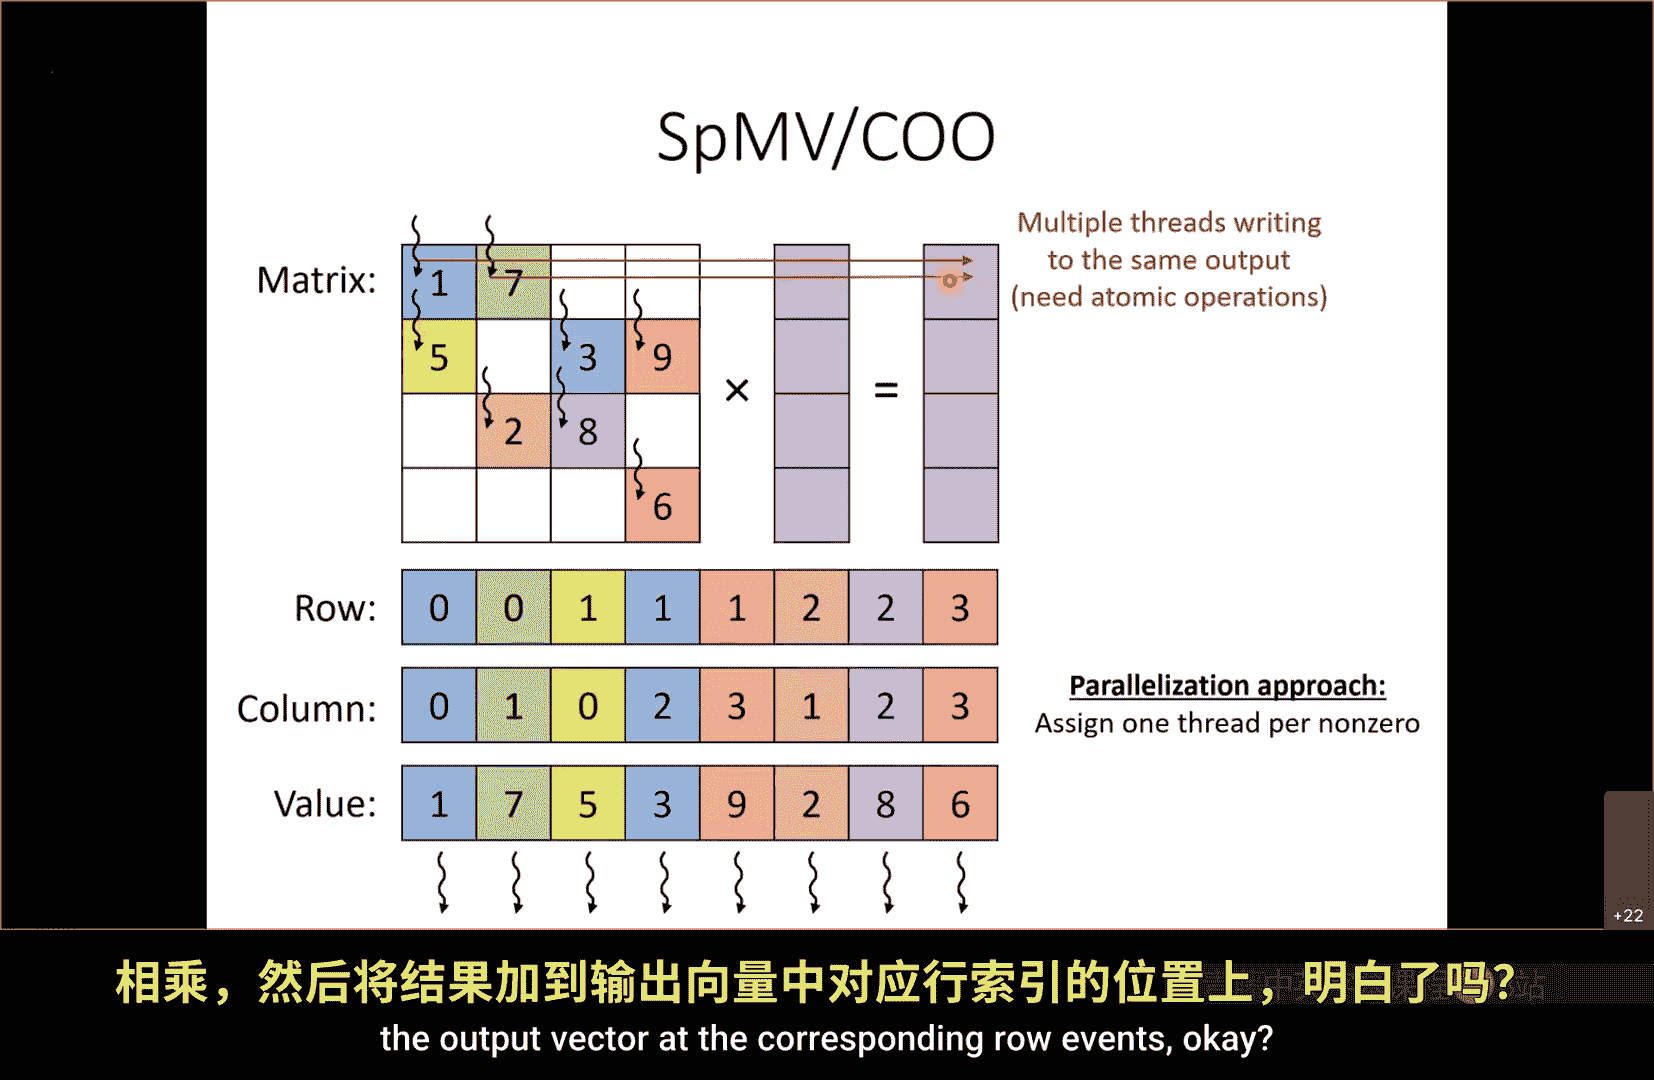 SpMV/COO
Multiple threads writing
to the same output
(need atomic operations)
Matrix:
1 7
5 3 9
2 8
6
× =
Row: 0 0 1 1 1 2 2 3
Column: 0 1 0 2 3 1 2 3
Parallelization approach:
Assign one thread per nonzero
Value: 1 7 5 3 9 2 8 6
+22
相乘，然后将结果加到输出向量中对应行索引的位置上，明白了吗？
the output vector at the corresponding row events, okay?